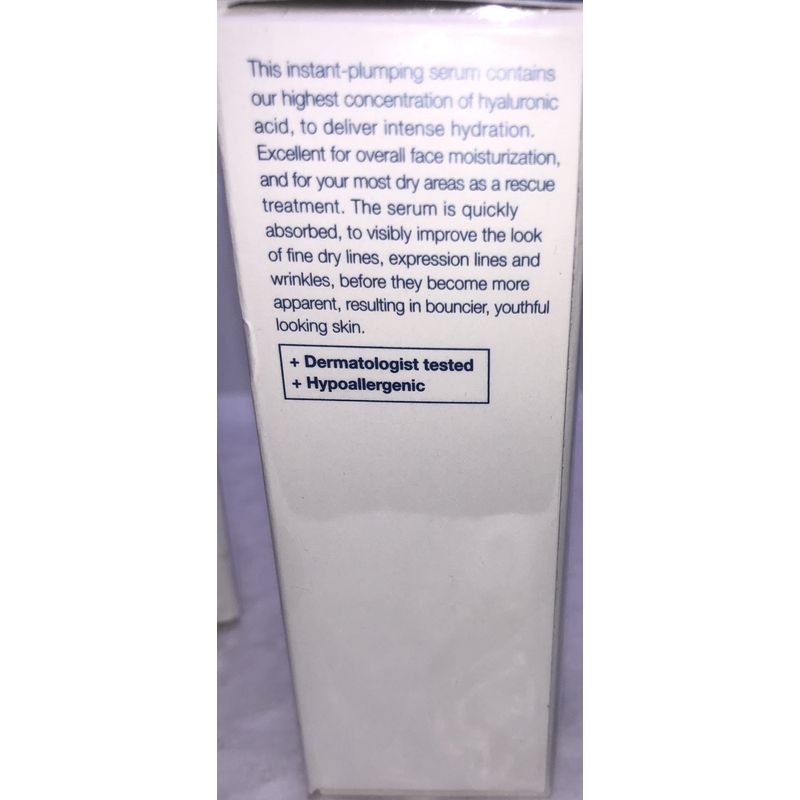 This instant-plumping serum contains
our highest concentration of hyaluronic
acid, to deliver intense hydration.
Excellent for overall face moisturization,
and for your most dry areas as a rescue
treatment. The serum is quickly
absorbed, to visibly improve the look
of fine dry lines, expression lines and
wrinkles, before they become more
apparent, resulting in bouncier, youthful
looking skin.
+ Dermatologist tested
+ Hypoallergenic